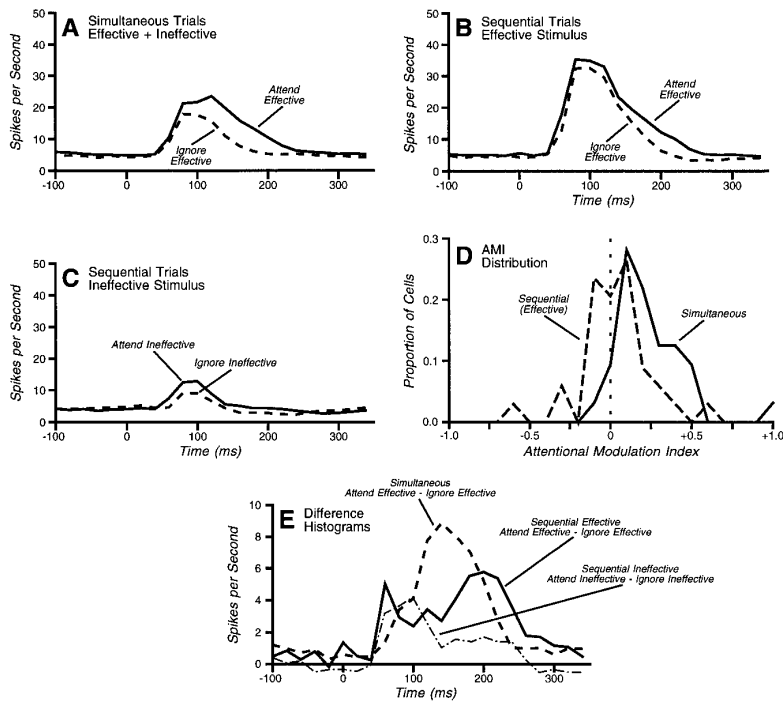 A
Simultaneous Trials
Effective + Ineffective
Spikes per Second
50
40
30
20
10
0
Attend
Effective
Ignore
Effective
-100 0 100 200 300
Time (ms)
B
Sequential Trials
Effective Stimulus
Spikes per Second
50
40
30
20
10
0
Attend
Effective
Ignore
Effective
-100 0 100 200 300
Time (ms)
C
Sequential Trials
Ineffective Stimulus
Spikes per Second
50
40
30
20
10
0
Attend Ineffective
Ignore Ineffective
-100 0 100 200 300
Time (ms)
D
AMI
Distribution
Proportion of Cells
0.3
0.2
0.1
0.0
Sequential
(Effective)
Simultaneous
-1.0 -0.5 0 +0.5 +1.0
Attentional Modulation Index
E
Difference
Histograms
Spikes per Second
10
8
6
4
2
0
Simultaneous
Attend Effective - Ignore Effective
Sequential Effective
Attend Effective - Ignore Effective
Sequential Ineffective
Attend Ineffective - Ignore Ineffective
-100 0 100 200 300
Time (ms)